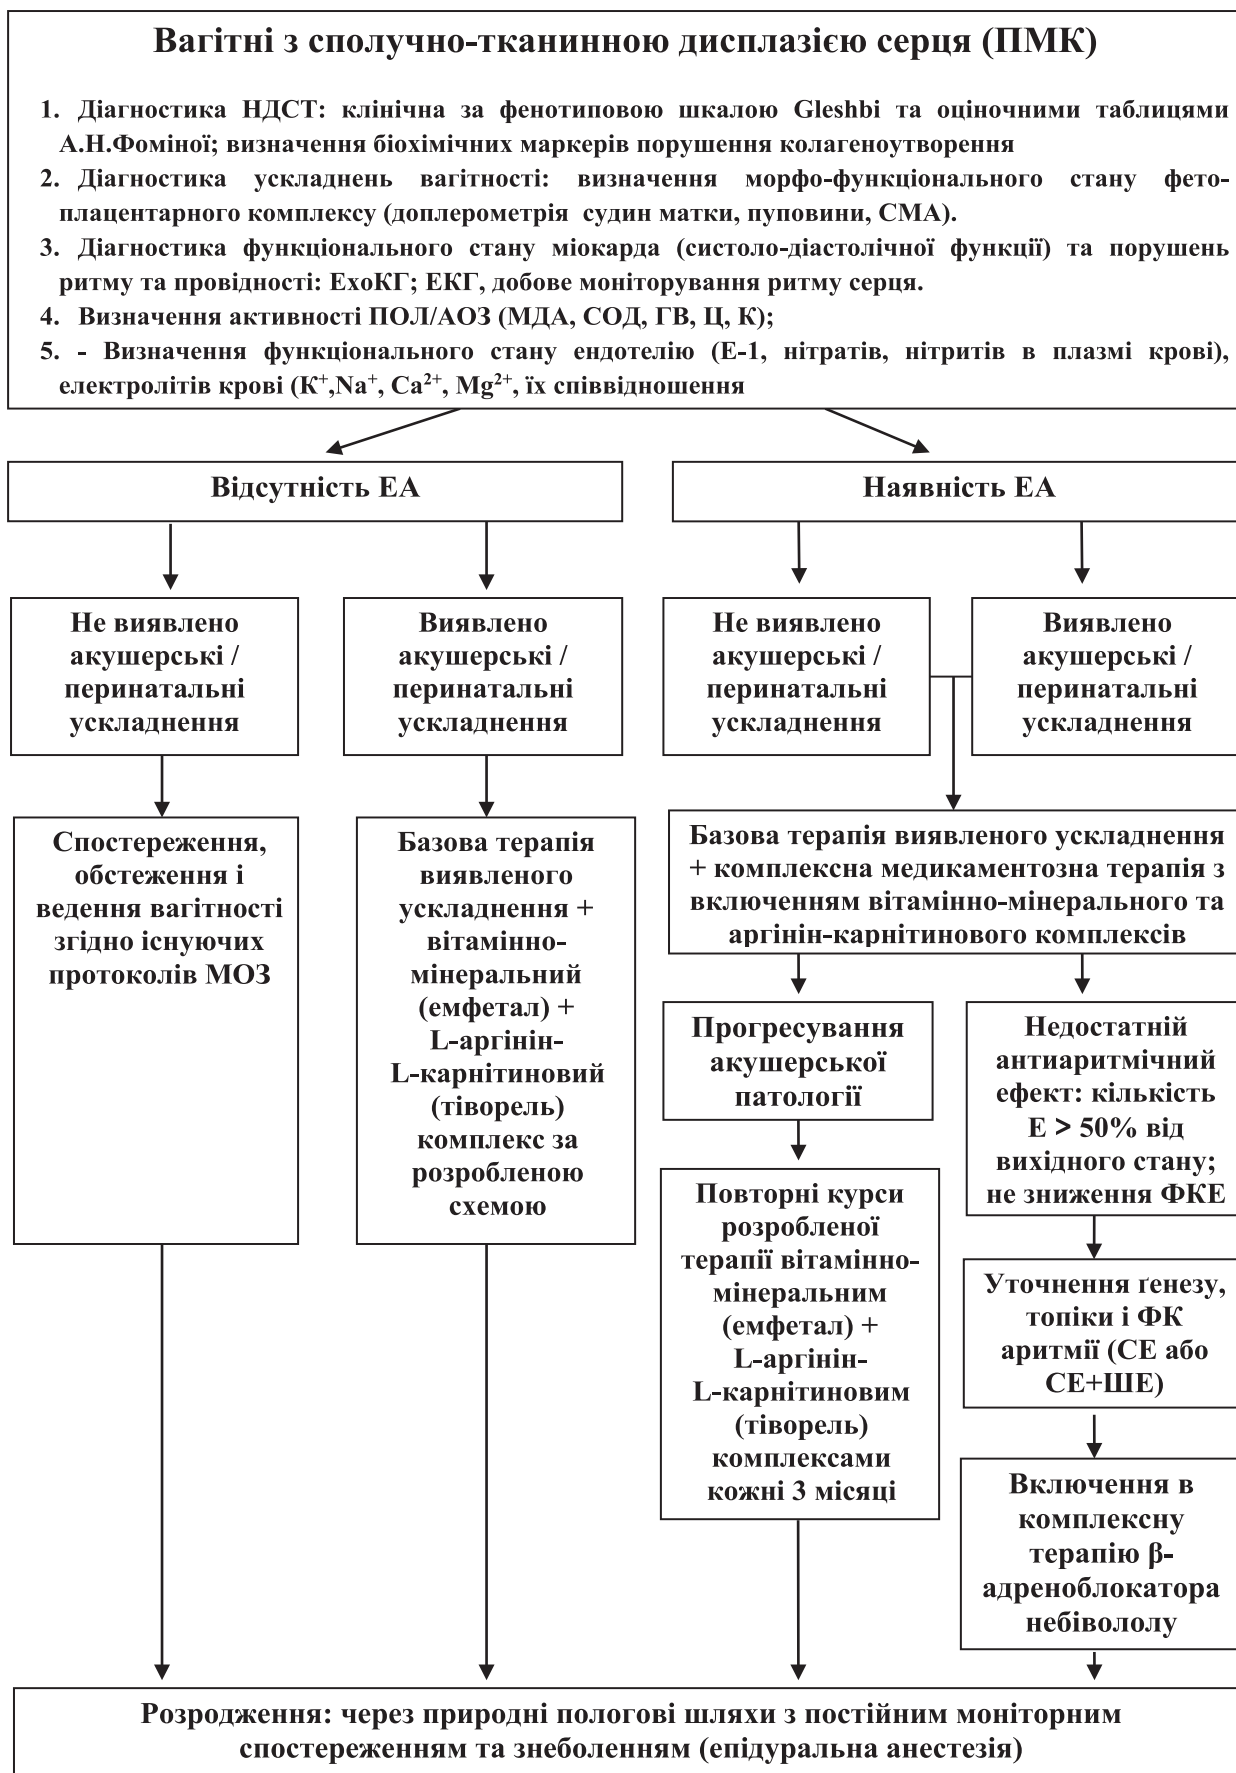 Вагітні з сполучно-тканинною дисплазією серця (ПМК)
1. Діагностика НДСТ: клінічна за фенотиповою шкалою Gleshbi та оціночними таблицями
А.Н.Фоміної; визначення біохімічних маркерів порушення колагеноутворення
2. Діагностика ускладнень вагітності: визначення морфо-функціонального стану фето-
плацентарного комплексу (доплерометрія судин матки, пуповини, СМА).
3. Діагностика функціонального стану міокарда (систоло-діастолічної функції) та порушень
ритму та провідності: ЕхоКГ; ЕКГ, добове моніторування ритму серця.
4. Визначення активності ПОЛ/АОЗ (МДА, СОД, ГВ, Ц, К);
5. - Визначення функціонального стану ендотелію (Е-1, нітратів, нітритів в плазмі крові),
електролітів крові (К⁺,Na⁺, Ca²⁺, Mg²⁺, їх співвідношення
Відсутність ЕА
Наявність ЕА
Не виявлено
акушерські /
перинатальні
ускладнення
Виявлено
акушерські /
перинатальні
ускладнення
Не виявлено
акушерські /
перинатальні
ускладнення
Виявлено
акушерські /
перинатальні
ускладнення
Спостереження,
обстеження і
ведення вагітності
згідно існуючих
протоколів МОЗ
Базова терапія
виявленого
ускладнення +
вітамінно-
мінеральний
(емфетал) +
L-аргінін-
L-карнітиновий
(тіворель)
комплекс за
розробленою
схемою
Базова терапія виявленого ускладнення
+ комплексна медикаментозна терапія з
включенням вітамінно-мінерального та
аргінін-карнітинового комплексів
Прогресування
акушерської
патології
Повторні курси
розробленої
терапії вітамінно-
мінеральним
(емфетал) +
L-аргінін-
L-карнітиновим
(тіворель)
комплексами
кожні 3 місяці
Недостатній
антиаритмічний
ефект: кількість
Е > 50% від
вихідного стану;
не зниження ФКЕ
Уточнення ґенезу,
топіки і ФК
аритмії (СЕ або
СЕ+ШЕ)
Включення в
комплексну
терапію β-
адреноблокатора
небівололу
Розродження: через природні пологові шляхи з постійним моніторним
спостереженням та знеболенням (епідуральна анестезія)